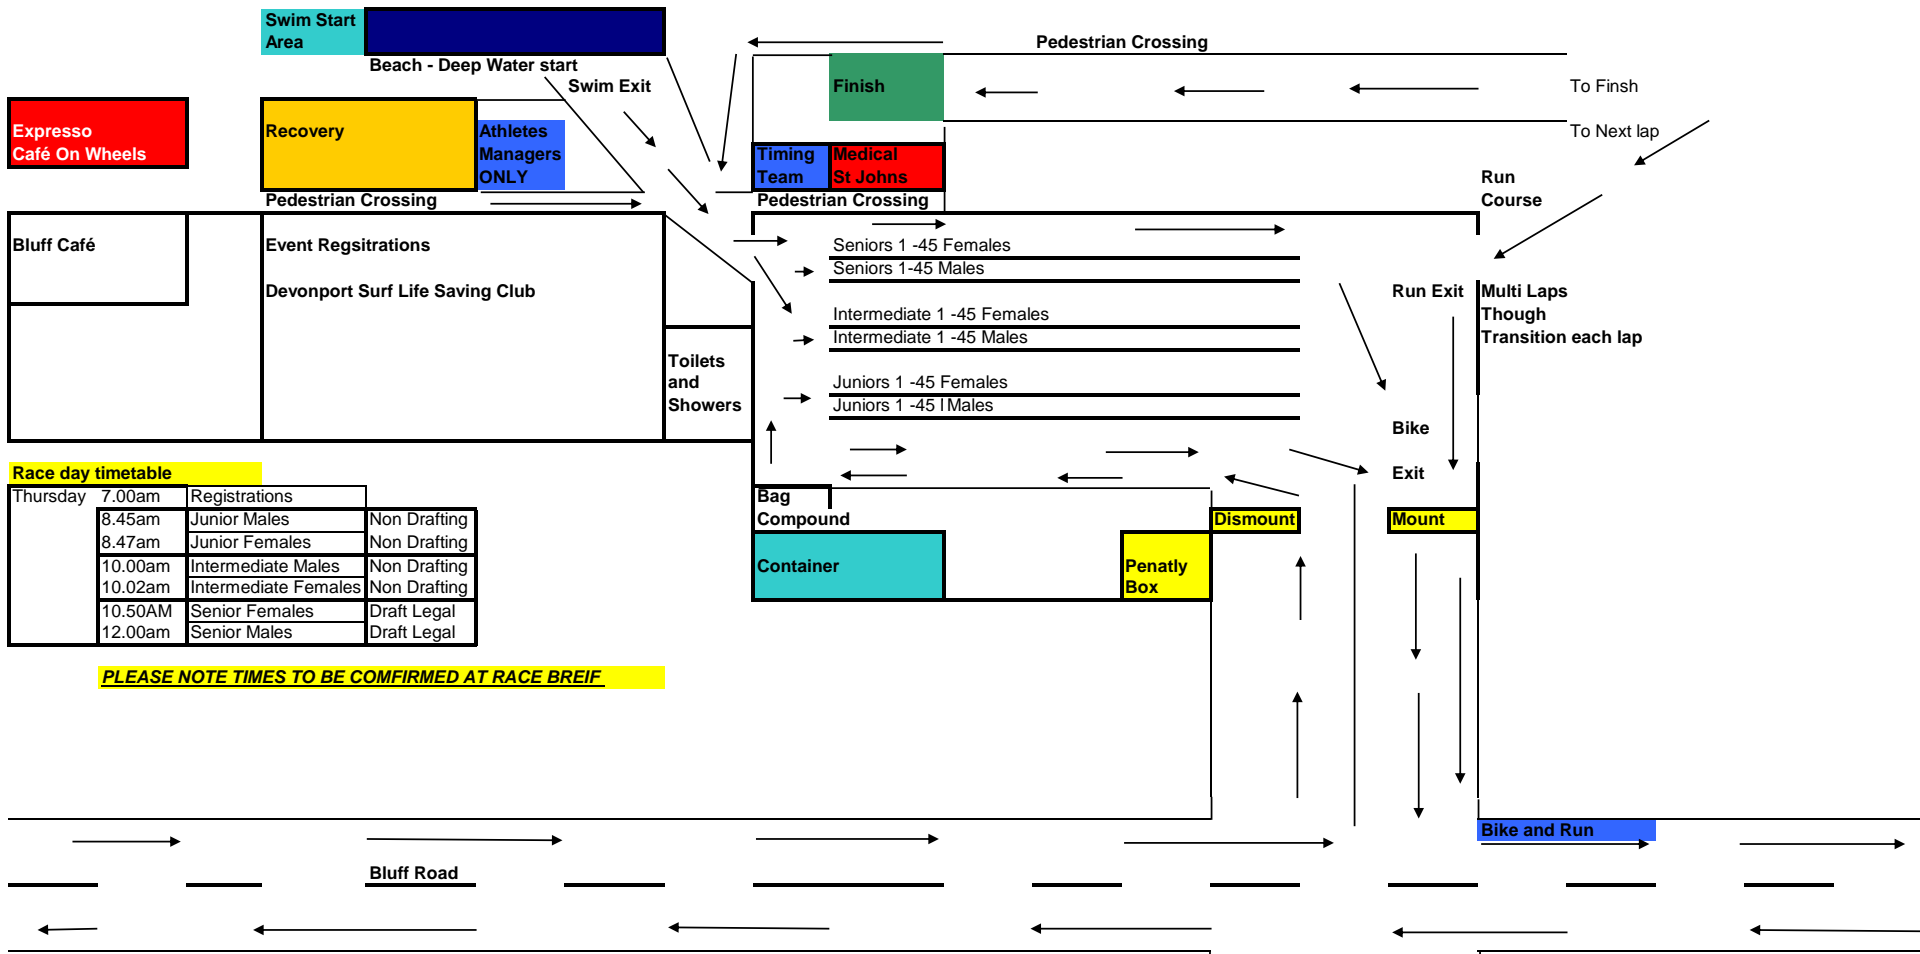 Swim Start
Area
Pedestrian Crossing
Beach - Deep Water start
Swim Exit
Finish
To Finsh
Expresso
Café On Wheels
Recovery
Athletes
Managers
ONLY
Timing
Team
Medical
St Johns
To Next lap
Run
Course
Pedestrian Crossing
Pedestrian Crossing
Bluff Café
Event Regsitrations
Devonport Surf Life Saving Club
Seniors 1 -45 Females
Seniors 1-45 Males
Intermediate 1 -45 Females
Intermediate 1 -45 Males
Juniors 1 -45 Females
Juniors 1 -45 l Males
Run Exit
Multi Laps
Though
Transition each lap
Toilets
and
Showers
Bike
Exit
Race day timetable
Thursday 7.00am Registrations
8.45am Junior Males Non Drafting
8.47am Junior Females Non Drafting
10.00am Intermediate Males Non Drafting
10.02am Intermediate Females Non Drafting
10.50AM Senior Females Draft Legal
12.00am Senior Males Draft Legal
PLEASE NOTE TIMES TO BE COMFIRMED AT RACE BREIF
Bag
Compound
Container
Dismount
Mount
Penatly
Box
Bike and Run
Bluff Road